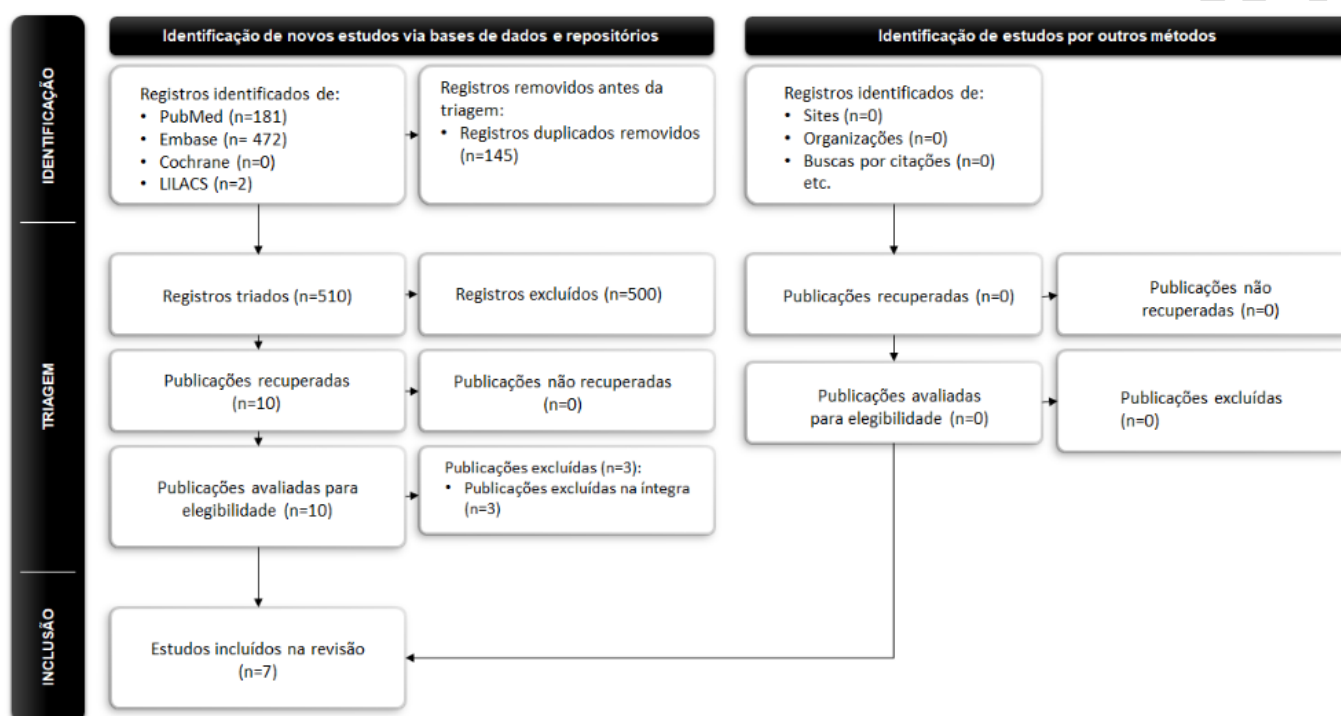 Identificação de novos estudos via bases de dados e repositórios
Identificação de estudos por outros métodos
IDENTIFICAÇÃO
Registros identificados de:
• PubMed (n=181)
• Embase (n= 472)
• Cochrane (n=0)
• LILACS (n=2)
Registros removidos antes da
triagem:
• Registros duplicados removidos
(n=145)
Registros identificados de:
• Sites (n=0)
• Organizações (n=0)
• Buscas por citações (n=0)
etc.
TRIAGEM
Registros triados (n=510)
Registros excluídos (n=500)
Publicações recuperadas (n=0)
Publicações não
recuperadas (n=0)
Publicações recuperadas
(n=10)
Publicações não recuperadas
(n=0)
Publicações avaliadas
para elegibilidade (n=0)
Publicações excluídas
(n=0)
Publicações avaliadas para
elegibilidade (n=10)
Publicações excluídas (n=3):
• Publicações excluídas na íntegra
(n=3)
INCLUSÃO
Estudos incluídos na revisão
(n=7)